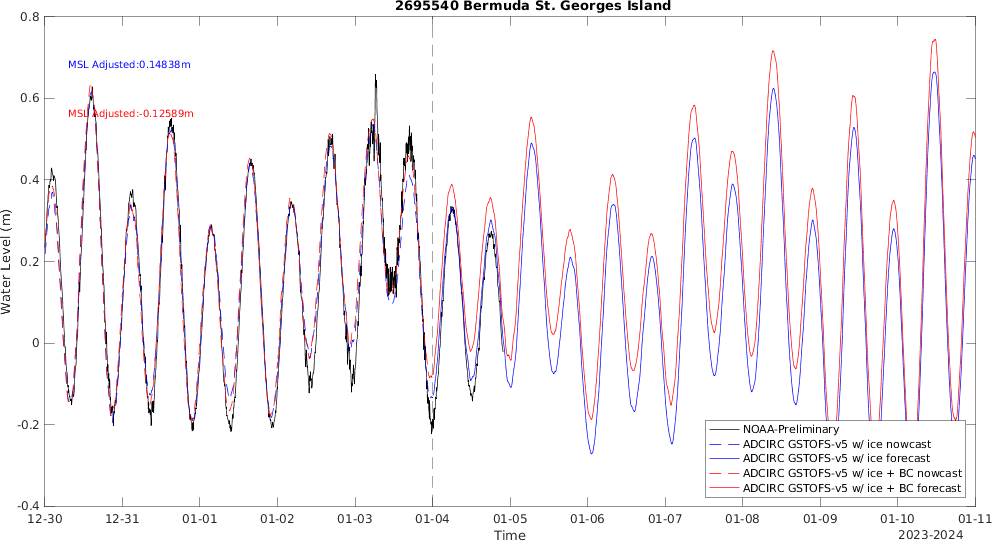 2695540 Bermuda St. Georges Island
0.8
0.6
0.4
0.2
0
-0.2
-0.4
Water Level (m)
MSL Adjusted:0.14838m
MSL Adjusted:-0.12589m
NOAA-Preliminary
ADCIRC GSTOFS-v5 w/ ice nowcast
ADCIRC GSTOFS-v5 w/ ice forecast
ADCIRC GSTOFS-v5 w/ ice + BC nowcast
ADCIRC GSTOFS-v5 w/ ice + BC forecast
12-30 12-31 01-01 01-02 01-03 01-04 01-05 01-06 01-07 01-08 01-09 01-10 01-11
Time
2023-2024